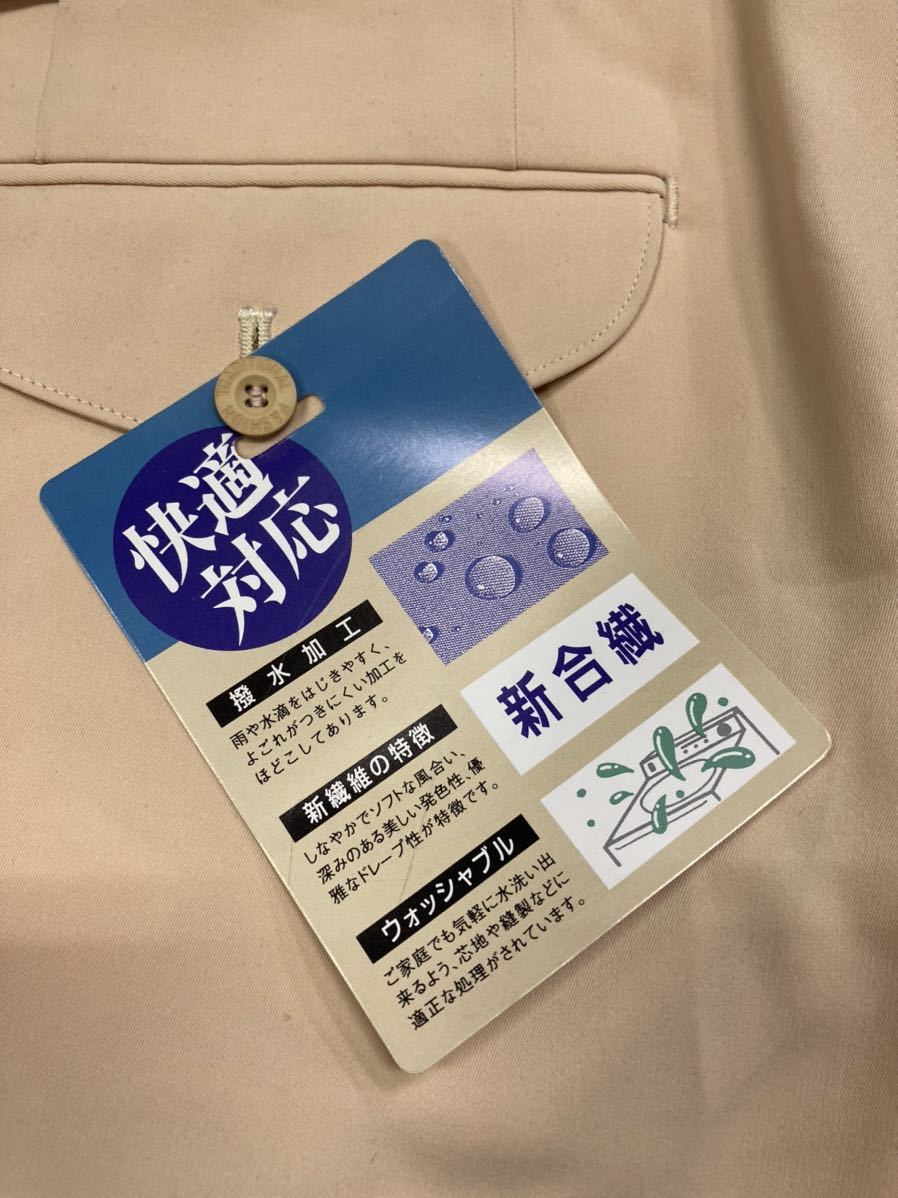 TRADITIONAL
FASHION
快適
対応
撥水加工
雨や水滴をはじきやすく、
よごれがつきにくい加工を
ほどこしてあります。
新合繊
新繊維の特徴
しなやかでソフトな風合い、
深みのある美しい発色性、優
雅なドレープ性が特徴です。
ウォッシャブル
ご家庭でも気軽に水洗い出
来るよう、芯地や縫製などに
適正な処理がされています。